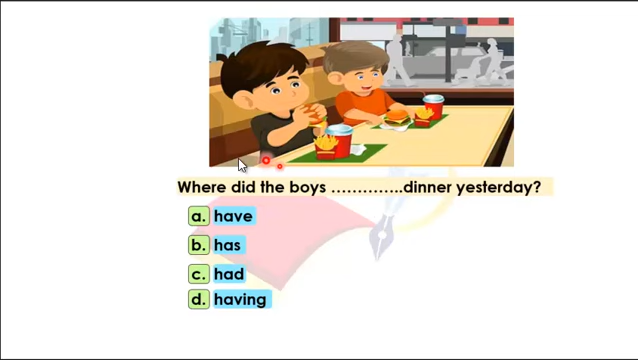 Where did the boys …………..dinner yesterday?
a. have
b. has
c. had
d. having